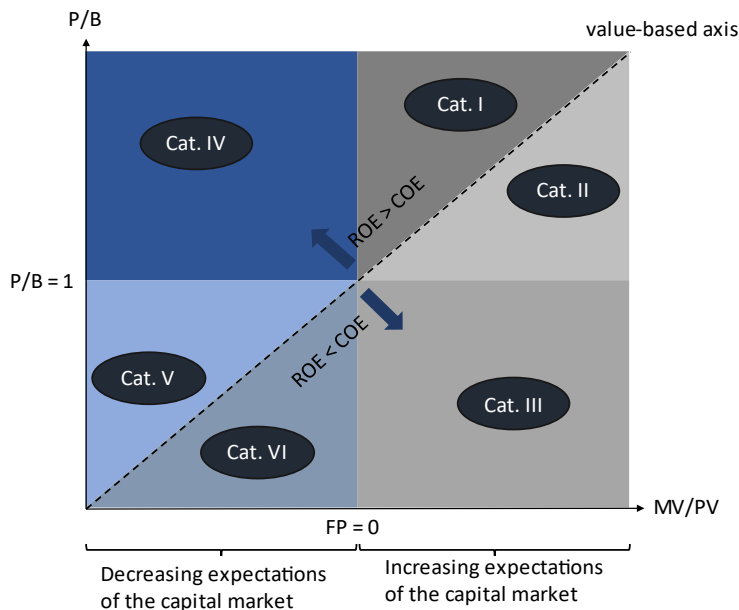 P/B
value-based axis
Cat. I
Cat. IV
Cat. II
ROE > COE
P/B = 1
ROE < COE
Cat. V
Cat. III
Cat. VI
MV/PV
FP = 0
Decreasing expectations
of the capital market
Increasing expectations
of the capital market